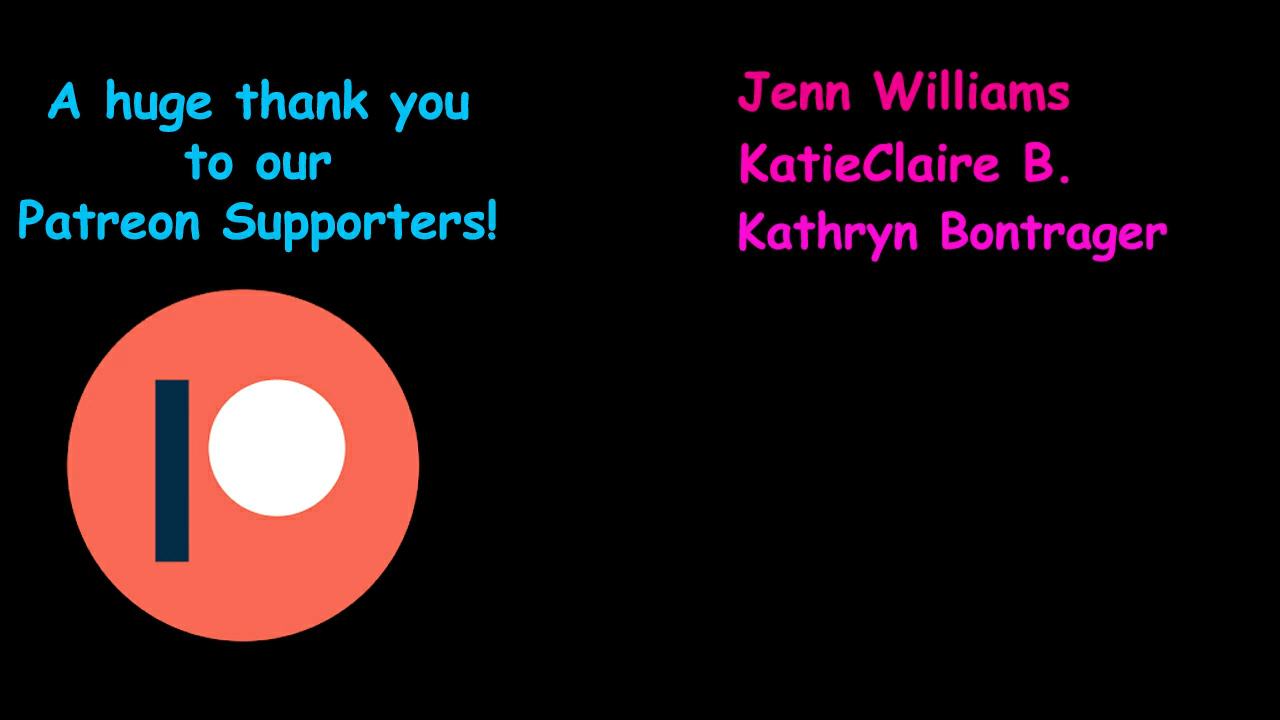 A huge thank you
to our
Patreon Supporters!
Jenn Williams
KatieClaire B.
Kathryn Bontrager